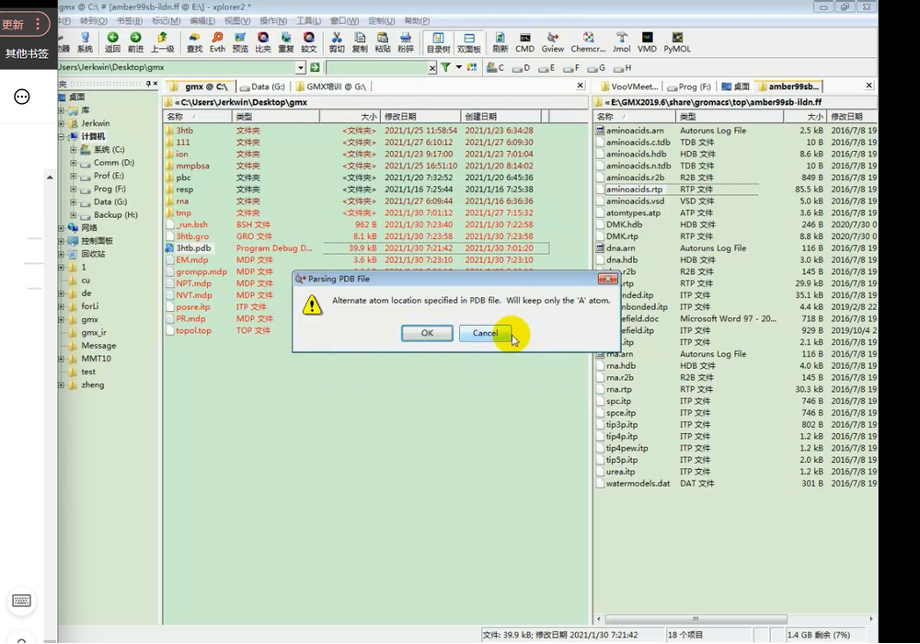 gmx @ C:\ # [amber99sb-ildn.ff @ E:\] - xplorer2 *
更新
其他书签
转到(O) 书签(B) 标记(M) 编辑(E) 视图(V) 操作(N) 工具(L) 窗口(W) 定制(U) 帮助(P)
系统 返回 前进 上一级 查找 Evth 预览 比夹 重复 较文 剪切 复制 粘贴 粉碎 目录树 双面板 刷新 CMD Gview Chemcr... Jmol VMD PyMOL
sers\Jerkwin\Desktop\gmx
C D E F G H
gmx @ C:\ Data (G:) GMX培训 @ G:\ VooVMeet... Prog (F:) 桌面 amber99sb...
«C:\Users\Jerkwin\Desktop\gmx
«E:\GMX2019.6\share\gromacs\top\amber99sb-ildn.ff
桌面
库
Jerkwin
计算机
系统 (C:)
Comm (D:)
Prof (E:)
Prog (F:)
Data (G:)
Backup (H:)
网络
控制面板
回收站
1
cu
de
forLi
gmx
gmx_ir
Message
MMT10
test
zheng
名称 类型 大小 修改日期 创建日期
3htb 文件夹 <文件夹> 2021/1/25 11:58:54 2021/1/23 6:34:28
111 文件夹 <文件夹> 2021/1/27 6:10:12 2021/1/27 6:09:30
ion 文件夹 <文件夹> 2021/1/23 9:17:00 2021/1/23 7:01:04
mmpbsa 文件夹 <文件夹> 2021/1/25 16:51:10 2021/1/20 8:14:02
pbc 文件夹 <文件夹> 2021/1/20 7:32:52 2021/1/20 6:45:36
resp 文件夹 <文件夹> 2021/1/16 7:25:44 2021/1/16 7:25:38
rna 文件夹 <文件夹> 2021/1/27 6:09:44 2021/1/16 6:36:36
tmp 文件夹 <文件夹> 2021/1/30 7:01:12 2021/1/27 7:15:32
_run.bsh BSH 文件 962 B 2021/1/30 7:23:40 2021/1/30 7:22:58
3htb.gro GRO 文件 8.1 kB 2021/1/30 7:23:58 2021/1/30 7:23:58
3htb.pdb Program Debug D... 39.9 kB 2021/1/30 7:21:42 2021/1/30 7:01:20
EM.mdp MDP 文件 3.6 kB 2021/1/30 7:23:10 2021/1/30 7:23:10
grompp.mdp MDP 文件
NPT.mdp MDP 文件
NVT.mdp MDP 文件
posre.itp ITP 文件
PR.mdp MDP 文件
topol.top TOP 文件
Parsing PDB File
Alternate atom location specified in PDB file. Will keep only the 'A' atom.
OK Cancel
名称 类型 大小 修改日期
aminoacids.arn Autoruns Log File 2.5 kB 2016/7/8 19
aminoacids.c.tdb TDB 文件 10 B 2016/7/8 19
aminoacids.hdb HDB 文件 8.6 kB 2016/7/8 19
aminoacids.n.tdb TDB 文件 10 B 2016/7/8 19
aminoacids.r2b R2B 文件 849 B 2016/7/8 19
aminoacids.rtp RTP 文件 85.5 kB 2016/7/8 19
aminoacids.vsd VSD 文件 5.0 kB 2016/7/8 19
atomtypes.atp ATP 文件 3.6 kB 2016/7/8 19
DMK.hdb HDB 文件 246 B 2020/7/30 0
DMK.rtp RTP 文件 8.8 kB 2020/7/30 0
dna.arn Autoruns Log File 116 B 2016/7/8 19
dna.hdb HDB 文件 3.0 kB 2016/7/8 19
.r2b R2B 文件 145 B 2016/7/8 19
.rtp RTP 文件 29.9 kB 2016/7/8 19
nded.itp ITP 文件 35.1 kB 2016/7/8 19
nbonded.itp ITP 文件 4.4 kB 2019/2/8 22
efield.doc Microsoft Word 97 - 20... 718 B 2016/7/8 19
efield.itp ITP 文件 929 B 2019/10/4 2
.itp ITP 文件 2.1 kB 2016/7/8 19
rna.arn Autoruns Log File 116 B 2016/7/8 19
rna.hdb HDB 文件 4.0 kB 2016/7/8 19
rna.r2b R2B 文件 145 B 2016/7/8 19
rna.rtp RTP 文件 30.3 kB 2016/7/8 19
spc.itp ITP 文件 746 B 2016/7/8 19
spce.itp ITP 文件 746 B 2016/7/8 19
tip3p.itp ITP 文件 802 B 2016/7/8 19
tip4p.itp ITP 文件 1.2 kB 2016/7/8 19
tip4pew.itp ITP 文件 1.2 kB 2016/7/8 19
tip5p.itp ITP 文件 2.0 kB 2016/7/8 19
urea.itp ITP 文件 1.2 kB 2016/7/8 19
watermodels.dat DAT 文件 301 B 2016/7/8 19
文件: 39.9 kB; 修改日期 2021/1/30 7:21:42 18 个项目 1.4 GB 剩余 (7%)